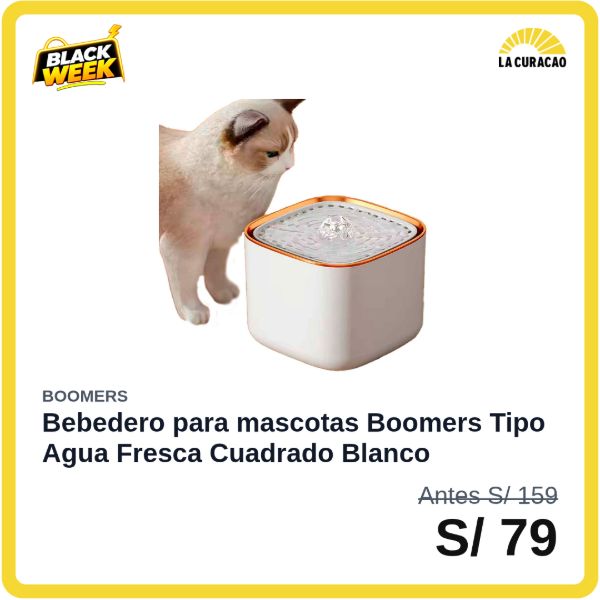 BLACK
WEEK
LA CURACAO
BOOMERS
Bebedero para mascotas Boomers Tipo
Agua Fresca Cuadrado Blanco
Antes S/ 159
S/ 79